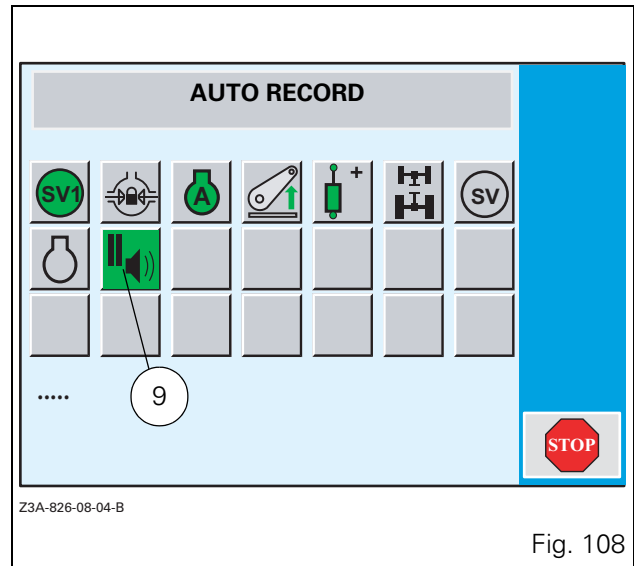 AUTO RECORD
SV1
A
+
SV
.....
9
STOP
Z3A-826-08-04-B
Fig. 108